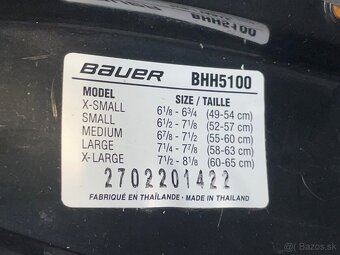 BHH5100
BAUER BHH5100
MODEL SIZE / TAILLE
X-SMALL 6 1/8 - 6 3/4 (49-54 cm)
SMALL 6 1/2 - 7 1/8 (52-57 cm)
MEDIUM 6 7/8 - 7 1/2 (55-60 cm)
LARGE 7 1/4 - 7 7/8 (58-63 cm)
X-LARGE 7 1/2 - 8 1/8 (60-65 cm)
2702201422
FABRIQUÉ EN THAÏLANDE - MADE IN THAILAND
bazos.sk